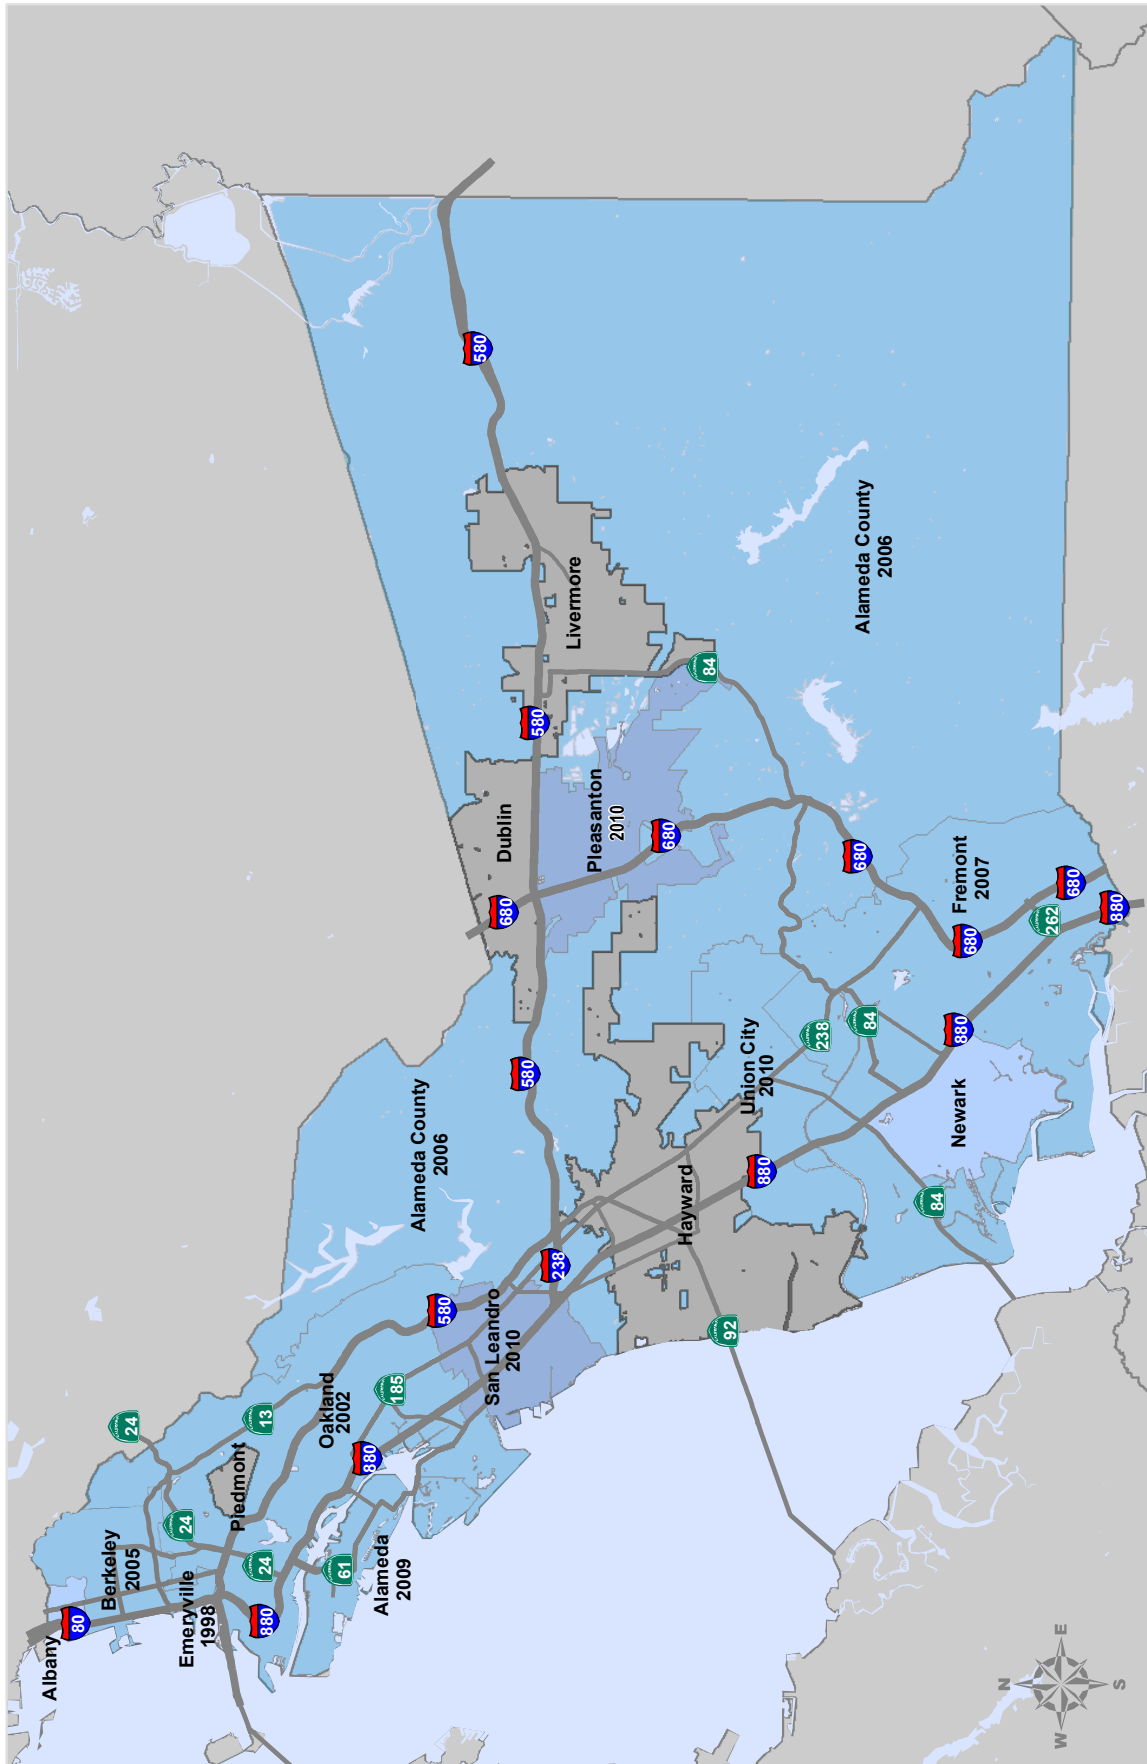 Albany
80
Berkeley
2005
Emeryville
1998
24
24
24
13
Piedmont
Oakland
2002
880
880
61
Alameda
2009
185
580
San Leandro
2010
238
Alameda County
2006
580
680
Dublin
580
Livermore
580
Pleasanton
2010
680
84
Alameda County
2006
Hayward
92
880
Union City
2010
238
84
680
Fremont
2007
680
680
262
880
880
Newark
84
N
E
S
W